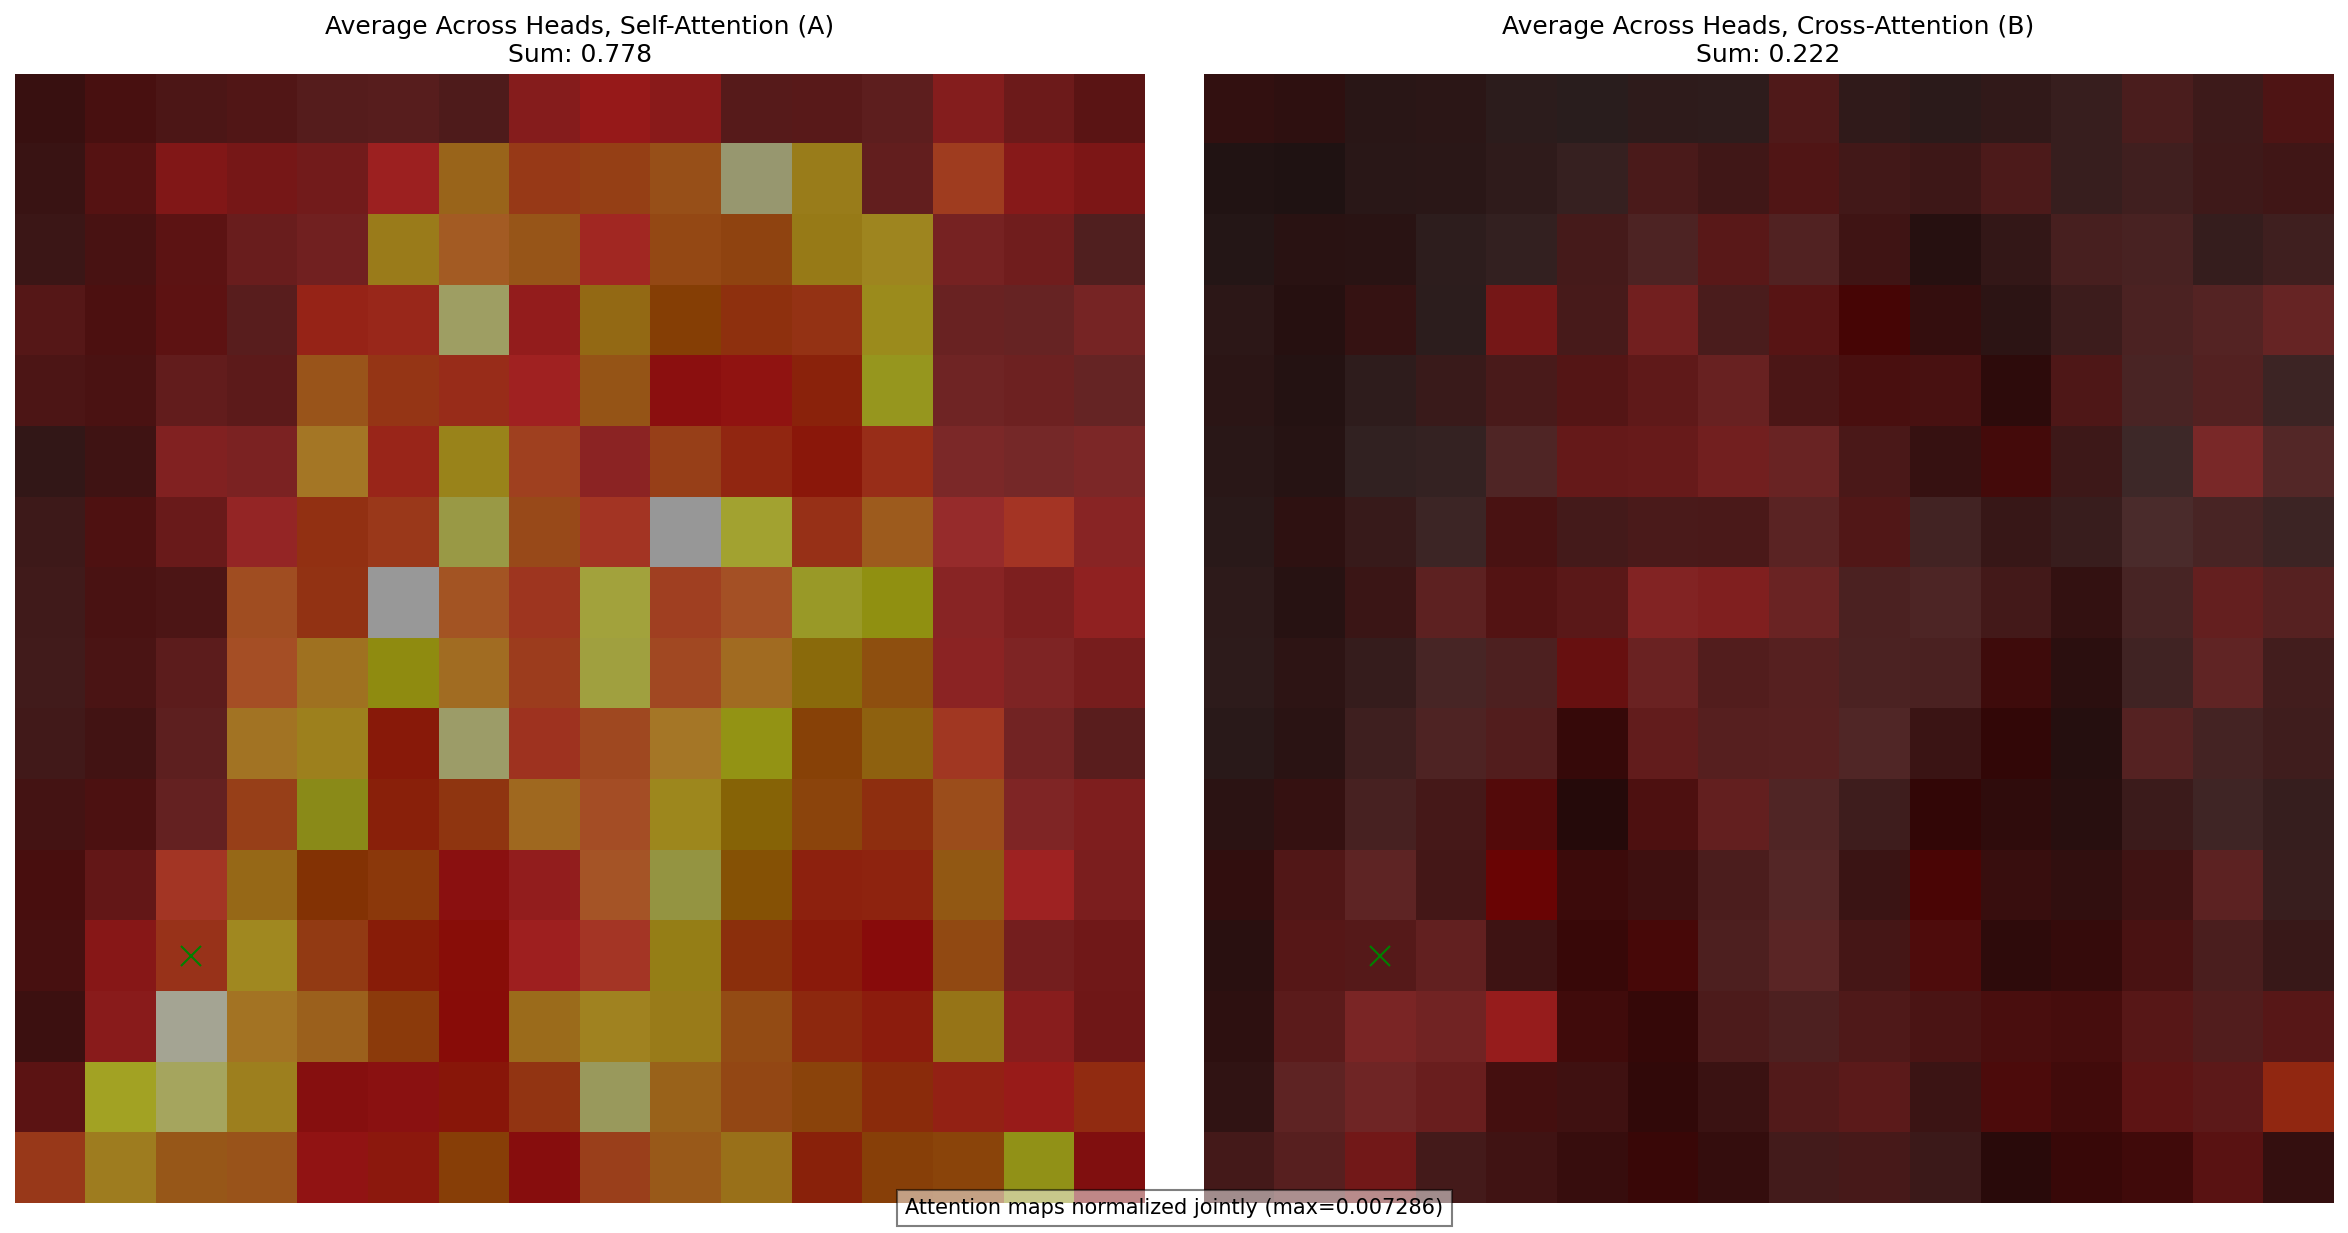 Average Across Heads, Self-Attention (A)
Sum: 0.778
Average Across Heads, Cross-Attention (B)
Sum: 0.222
Attention maps normalized jointly (max=0.007286)